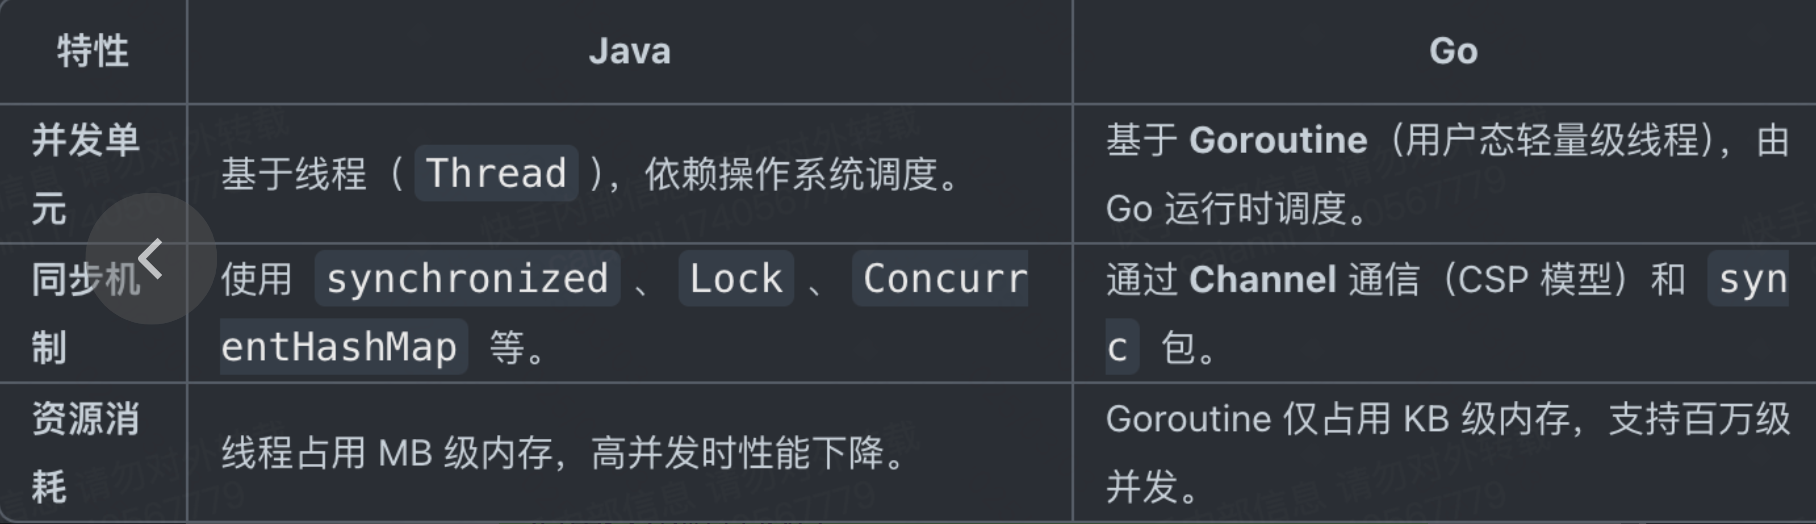 特性
Java
Go
并发单
元
基于线程（ Thread ），依赖操作系统调度。
基于 Goroutine（用户态轻量级线程），由
Go 运行时调度。
同步机
制
使用 synchronized 、 Lock 、 Concurr
entHashMap 等。
通过 Channel 通信（CSP 模型）和 syn
c 包。
资源消
耗
线程占用 MB 级内存，高并发时性能下降。
Goroutine 仅占用 KB 级内存，支持百万级
并发。